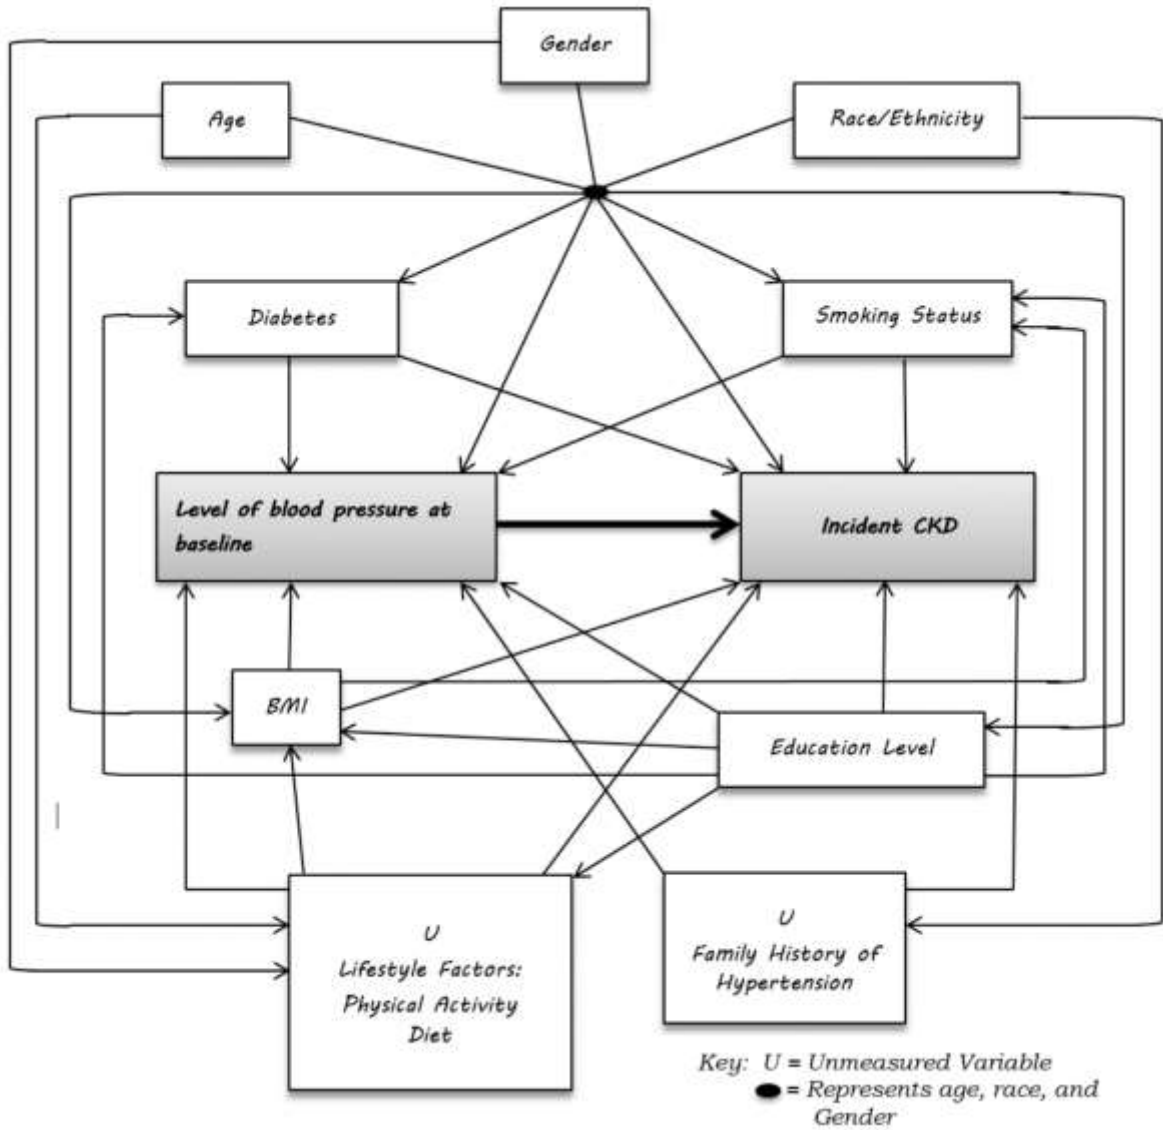 Gender
Age
Race/Ethnicity
Diabetes
Smoking Status
Level of blood pressure at
baseline
Incident CKD
BMI
Education Level
U
Lifestyle Factors:
Physical Activity
Diet
U
Family History of
Hypertension
Key: U = Unmeasured Variable
= Represents age, race, and
Gender